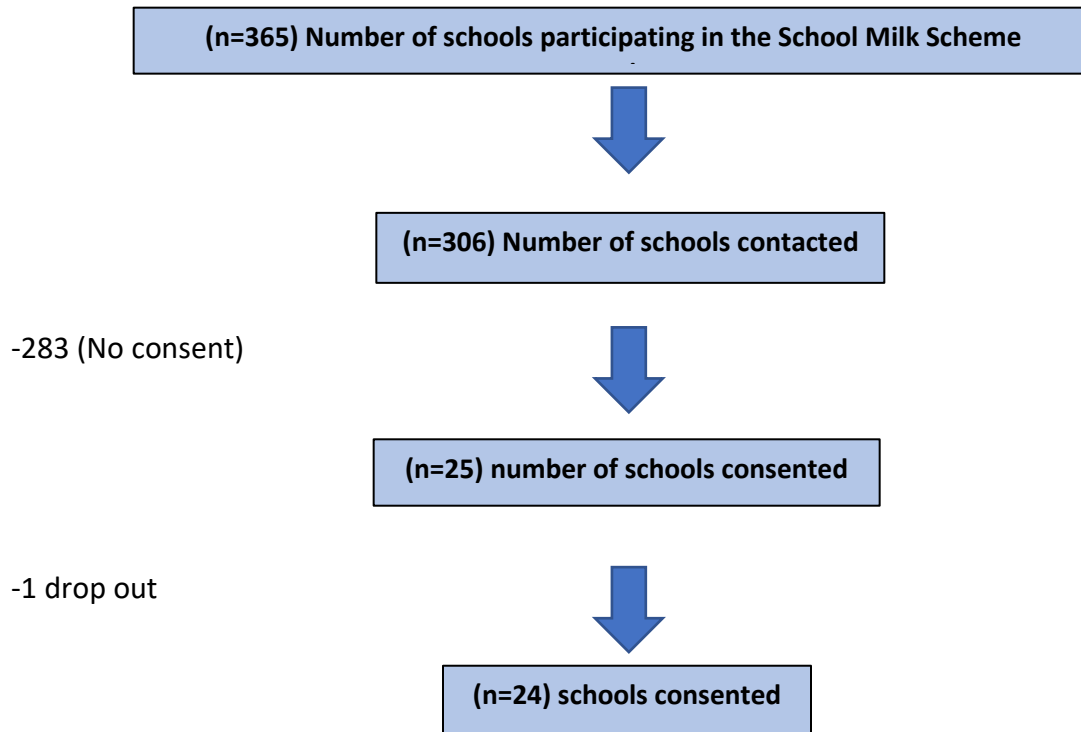 (n=365) Number of schools participating in the School Milk Scheme
(n=306) Number of schools contacted
-283 (No consent)
(n=25) number of schools consented
-1 drop out
(n=24) schools consented